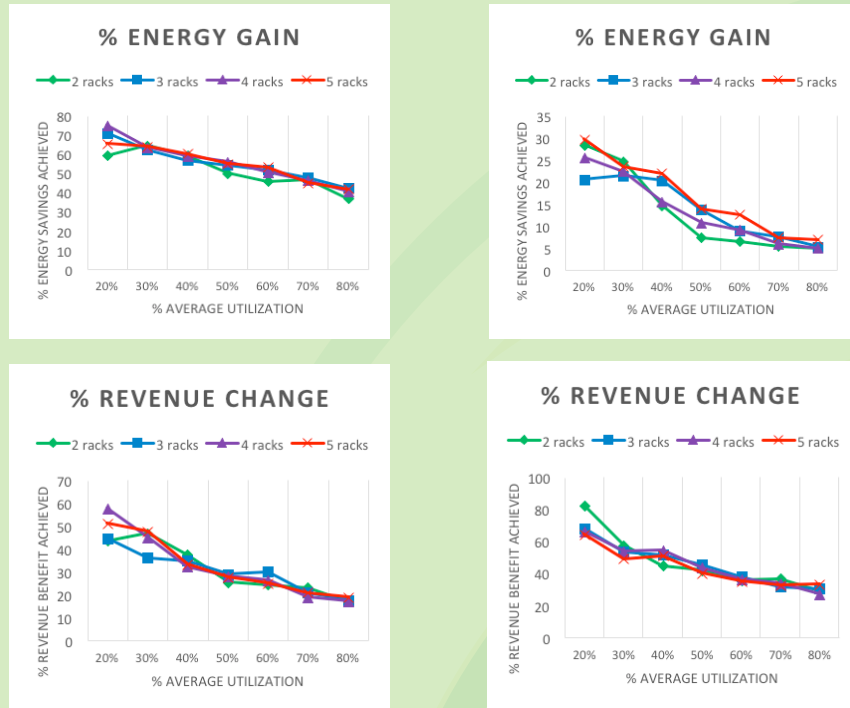 % ENERGY GAIN
2 racks 3 racks 4 racks 5 racks
% ENERGY SAVINGS ACHIEVED
80
70
60
50
40
30
20
10
0
20% 30% 40% 50% 60% 70% 80%
% AVERAGE UTILIZATION
% ENERGY GAIN
2 racks 3 racks 4 racks 5 racks
% ENERGY SAVINGS ACHIEVED
35
30
25
20
15
10
5
0
20% 30% 40% 50% 60% 70% 80%
% AVERAGE UTILIZATION
% REVENUE CHANGE
2 racks 3 racks 4 racks 5 racks
% REVENUE BENEFIT ACHIEVED
70
60
50
40
30
20
10
0
20% 30% 40% 50% 60% 70% 80%
% AVERAGE UTILIZATION
% REVENUE CHANGE
2 racks 3 racks 4 racks 5 racks
% REVENUE BENEFIT ACHIEVED
100
80
60
40
20
0
20% 30% 40% 50% 60% 70% 80%
% AVERAGE UTILIZATION